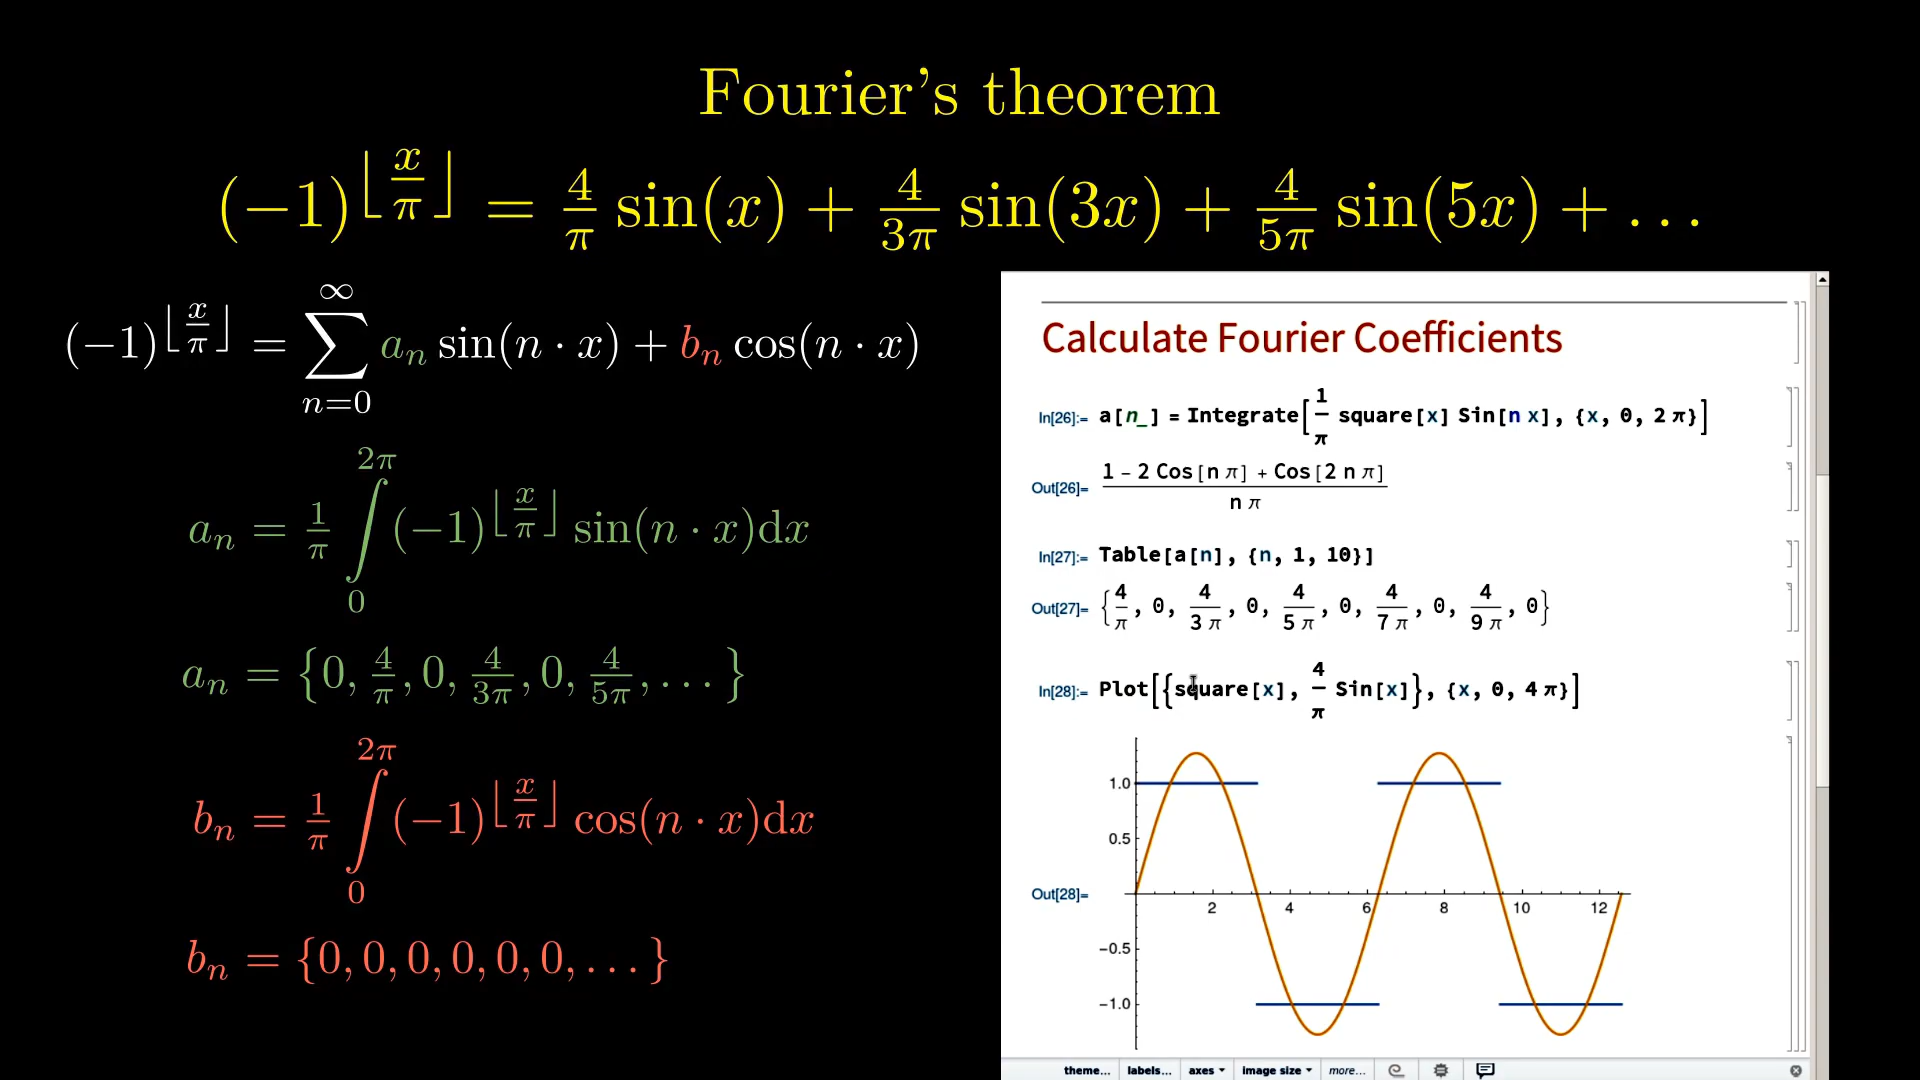 Fourier's theorem
(−1)^⌊x/π⌋ = 4/π sin(x) + 4/3π sin(3x) + 4/5π sin(5x) + ...
(−1)^⌊x/π⌋ = ∑_{n=0}^{∞} a_n sin(n · x) + b_n cos(n · x)
a_n = 1/π ∫_0^{2π} (−1)^⌊x/π⌋ sin(n · x)dx
a_n = {0, 4/π, 0, 4/3π, 0, 4/5π, ...}
b_n = 1/π ∫_0^{2π} (−1)^⌊x/π⌋ cos(n · x)dx
b_n = {0, 0, 0, 0, 0, 0, ...}
Calculate Fourier Coefficients
In[26]:= a[n_] = Integrate[1/π square[x] Sin[n x], {x, 0, 2 π}]
Out[26]= (1 - 2 Cos[n π] + Cos[2 n π])/(n π)
In[27]:= Table[a[n], {n, 1, 10}]
Out[27]= {4/π, 0, 4/(3 π), 0, 4/(5 π), 0, 4/(7 π), 0, 4/(9 π), 0}
In[28]:= Plot[{square[x], 4/π Sin[x]}, {x, 0, 4 π}]
Out[28]=
1.0
0.5
2 4 6 8 10 12
−0.5
−1.0
theme... labels... axes image size more...